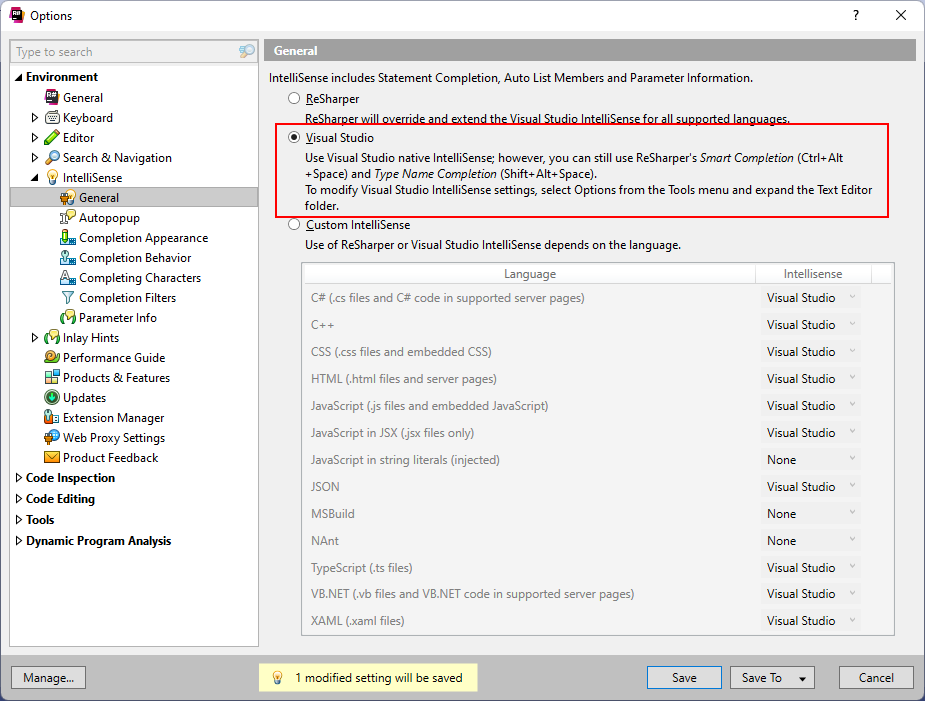 Options
?
Type to search
Environment
General
Keyboard
Editor
Search & Navigation
IntelliSense
General
Autopopup
Completion Appearance
Completion Behavior
Completing Characters
Completion Filters
Parameter Info
Inlay Hints
Performance Guide
Products & Features
Updates
Extension Manager
Web Proxy Settings
Product Feedback
Code Inspection
Code Editing
Tools
Dynamic Program Analysis
General
IntelliSense includes Statement Completion, Auto List Members and Parameter Information.
ReSharper
ReSharper will override and extend the Visual Studio IntelliSense for all supported languages.
Visual Studio
Use Visual Studio native IntelliSense; however, you can still use ReSharper's Smart Completion (Ctrl+Alt
+Space) and Type Name Completion (Shift+Alt+Space).
To modify Visual Studio IntelliSense settings, select Options from the Tools menu and expand the Text Editor
folder.
Custom IntelliSense
Use of ReSharper or Visual Studio IntelliSense depends on the language.
Language Intellisense
C# (.cs files and C# code in supported server pages) Visual Studio
C++ Visual Studio
CSS (.css files and embedded CSS) Visual Studio
HTML (.html files and server pages) Visual Studio
JavaScript (.js files and embedded JavaScript) Visual Studio
JavaScript in JSX (.jsx files only) Visual Studio
JavaScript in string literals (injected) None
JSON Visual Studio
MSBuild None
NAnt None
TypeScript (.ts files) Visual Studio
VB.NET (.vb files and VB.NET code in supported server pages) Visual Studio
XAML (.xaml files) Visual Studio
Manage...
1 modified setting will be saved
Save
Save To
Cancel